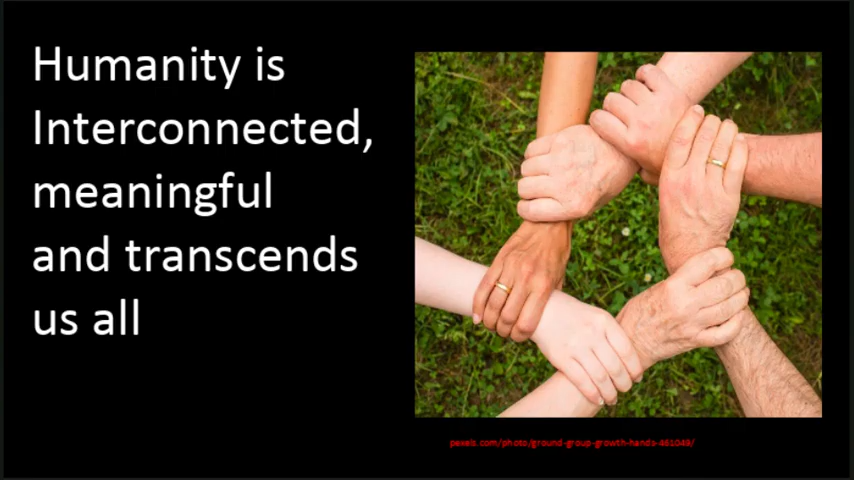 Humanity is
Interconnected,
meaningful
and transcends
us all
pexels.com/photo/ground-group-growth-hands-461049/